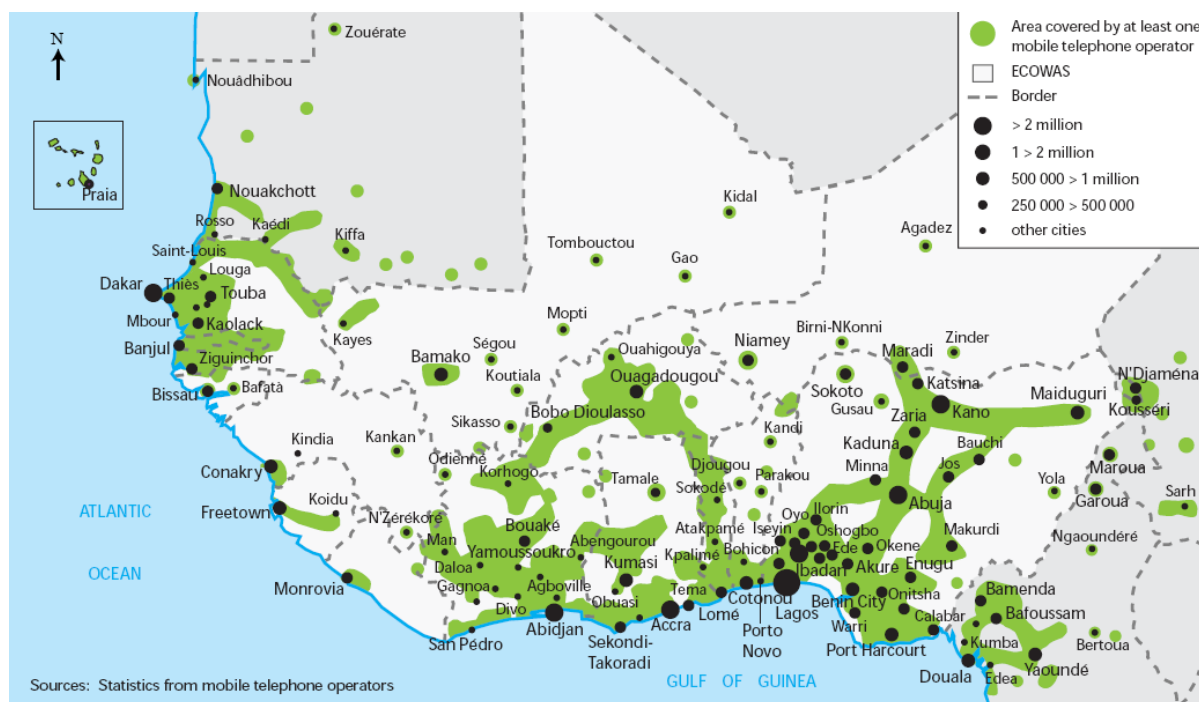 N
Zouérate
Nouâdhibou
Praia
Nouakchott
Rosso
Kaédi
Kiffa
Saint-Louis
Louga
Dakar
Thiès
Touba
Mbour
Kaolack
Banjul
Ziguinchor
Bissau
Bafatà
Kayes
Tombouctou
Kidal
Gao
Agadez
Mopti
Ségou
Bamako
Koutiala
Sikasso
Ouahigouya
Ouagadougou
Bobo Dioulasso
Niamey
Birni-NKonni
Zinder
Maradi
Sokoto
Katsina
Gusau
Kano
Maiduguri
N'Djaména
Kousséri
Zaria
Kaduna
Bauchi
Kandi
Minna
Jos
Maroua
Yola
Garoua
Sarh
Kindia
Kankan
Odienné
Korhogo
Tamale
Djougou
Parakou
Sokodé
Abuja
Conakry
Freetown
Koidu
N'Zérékoré
Man
Bouaké
Yamoussoukro
Abengourou
Atakpamé
Iseyin
Oyo
Ilorin
Oshogbo
Ede
Okene
Makurdi
Ngaoundéré
Monrovia
Daloa
Gagnoa
Agboville
Kumasi
Kpalimé
Bohicon
Ibadan
Akure
Enugu
Divo
Obuasi
Tema
Lomé
Cotonou
Lagos
Benin City
Onitsha
Bamenda
Bafoussam
San Pédro
Abidjan
Sekondi-
Takoradi
Accra
Porto
Novo
Warri
Calabar
Port Harcourt
Kumba
Bertoua
Douala
Edea
Yaoundé
ATLANTIC
OCEAN
GULF OF GUINEA
Area covered by at least one
mobile telephone operator
ECOWAS
Border
> 2 million
1 > 2 million
500 000 > 1 million
250 000 > 500 000
other cities
Sources: Statistics from mobile telephone operators